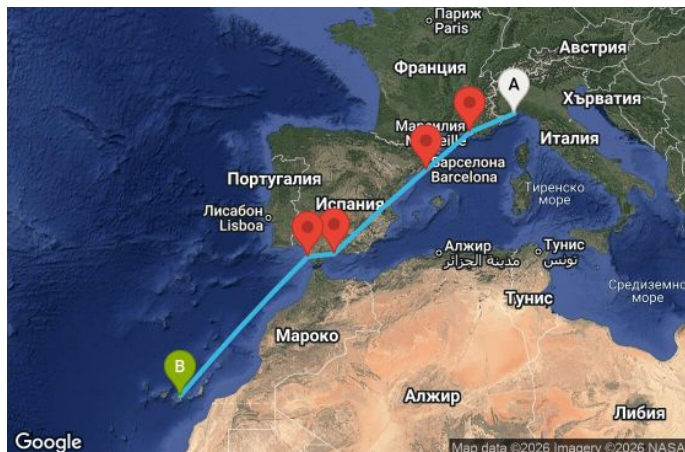 Париж
Paris
Австрия
Франция
A
Хърватия
Марсилия
Marseille
Италия
Барселона
Barcelona
Португалия
Тиренско
море
Испания
Лисабон
Lisboa
Алжир
مدينة الجزائر
Тунис
تونس
Средиземно
море
Тунис
Мароко
B
Алжир
Либия
Google
Map data ©2026 Imagery ©2026 NASA